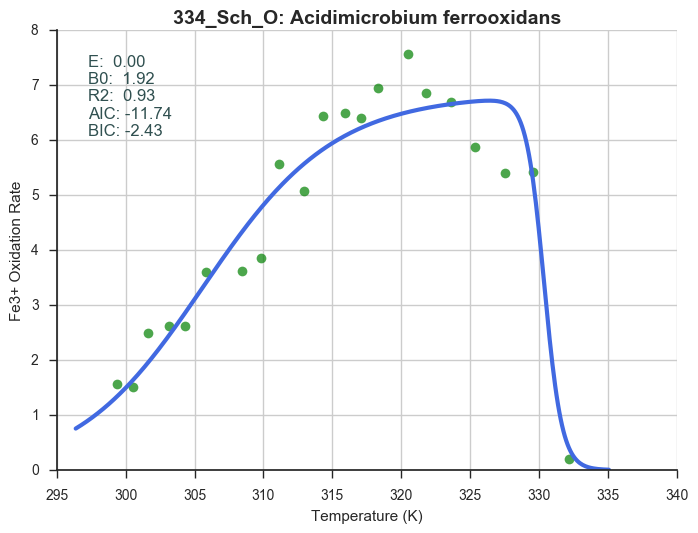 334_Sch_O: Acidimicrobium ferrooxidans
E:  0.00
B0:  1.92
R2:  0.93
AIC: -11.74
BIC: -2.43
Fe3+ Oxidation Rate
8
7
6
5
4
3
2
1
0
295 300 305 310 315 320 325 330 335 340
Temperature (K)